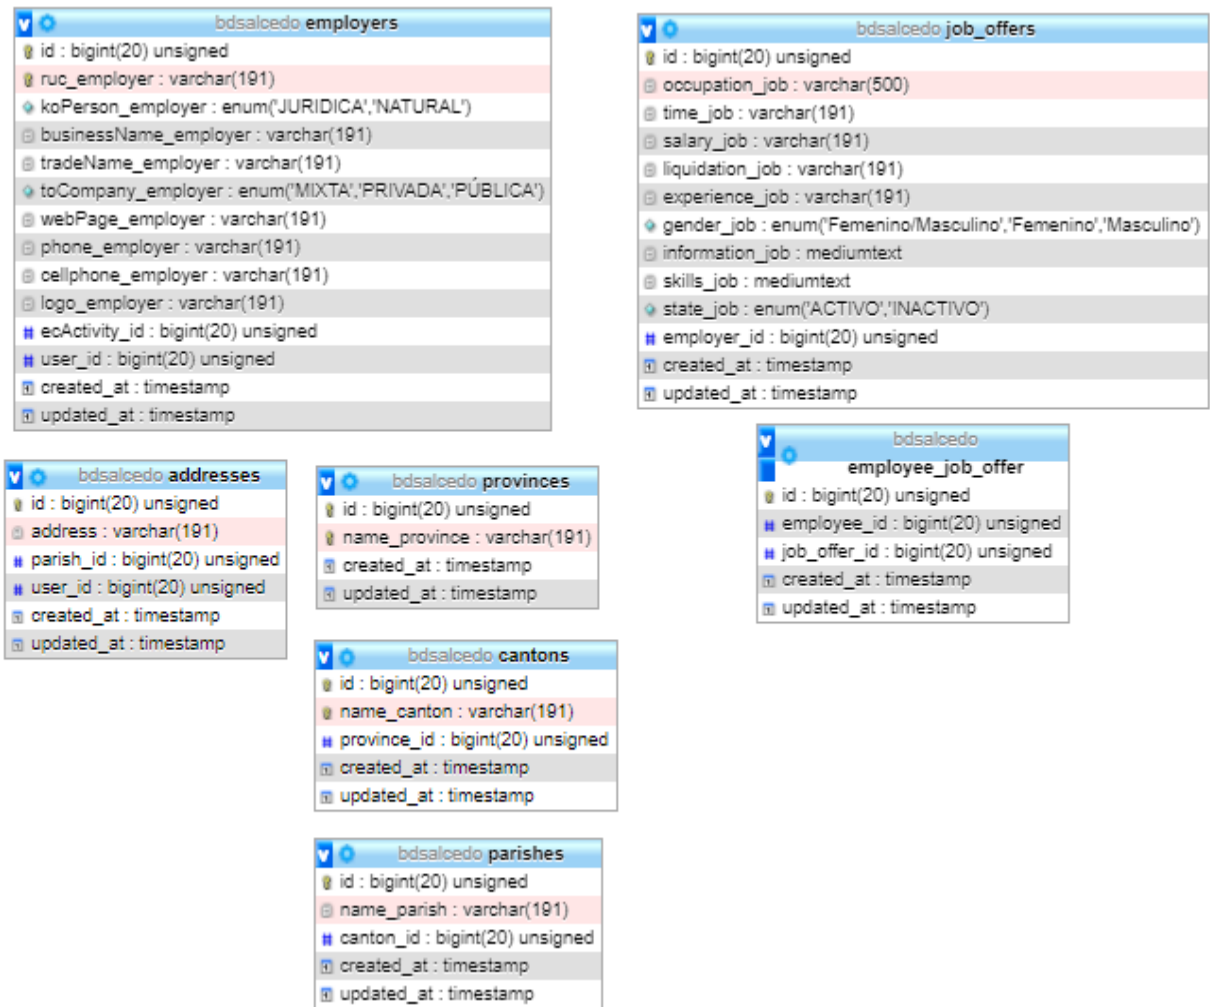 bdsalcedo employers
id : bigint(20) unsigned
ruc_employer : varchar(191)
koPerson_employer : enum('JURIDICA','NATURAL')
businessName_employer : varchar(191)
tradeName_employer : varchar(191)
toCompany_employer : enum('MIXTA','PRIVADA','PÚBLICA')
webPage_employer : varchar(191)
phone_employer : varchar(191)
cellphone_employer : varchar(191)
logo_employer : varchar(191)
ecActivity_id : bigint(20) unsigned
user_id : bigint(20) unsigned
created_at : timestamp
updated_at : timestamp
bdsalcedo job_offers
id : bigint(20) unsigned
occupation_job : varchar(500)
time_job : varchar(191)
salary_job : varchar(191)
liquidation_job : varchar(191)
experience_job : varchar(191)
gender_job : enum('Femenino/Masculino','Femenino','Masculino')
information_job : mediumtext
skills_job : mediumtext
state_job : enum('ACTIVO','INACTIVO')
employer_id : bigint(20) unsigned
created_at : timestamp
updated_at : timestamp
bdsalcedo addresses
id : bigint(20) unsigned
address : varchar(191)
parish_id : bigint(20) unsigned
user_id : bigint(20) unsigned
created_at : timestamp
updated_at : timestamp
bdsalcedo provinces
id : bigint(20) unsigned
name_province : varchar(191)
created_at : timestamp
updated_at : timestamp
bdsalcedo
employee_job_offer
id : bigint(20) unsigned
employee_id : bigint(20) unsigned
job_offer_id : bigint(20) unsigned
created_at : timestamp
updated_at : timestamp
bdsalcedo cantons
id : bigint(20) unsigned
name_canton : varchar(191)
province_id : bigint(20) unsigned
created_at : timestamp
updated_at : timestamp
bdsalcedo parishes
id : bigint(20) unsigned
name_parish : varchar(191)
canton_id : bigint(20) unsigned
created_at : timestamp
updated_at : timestamp